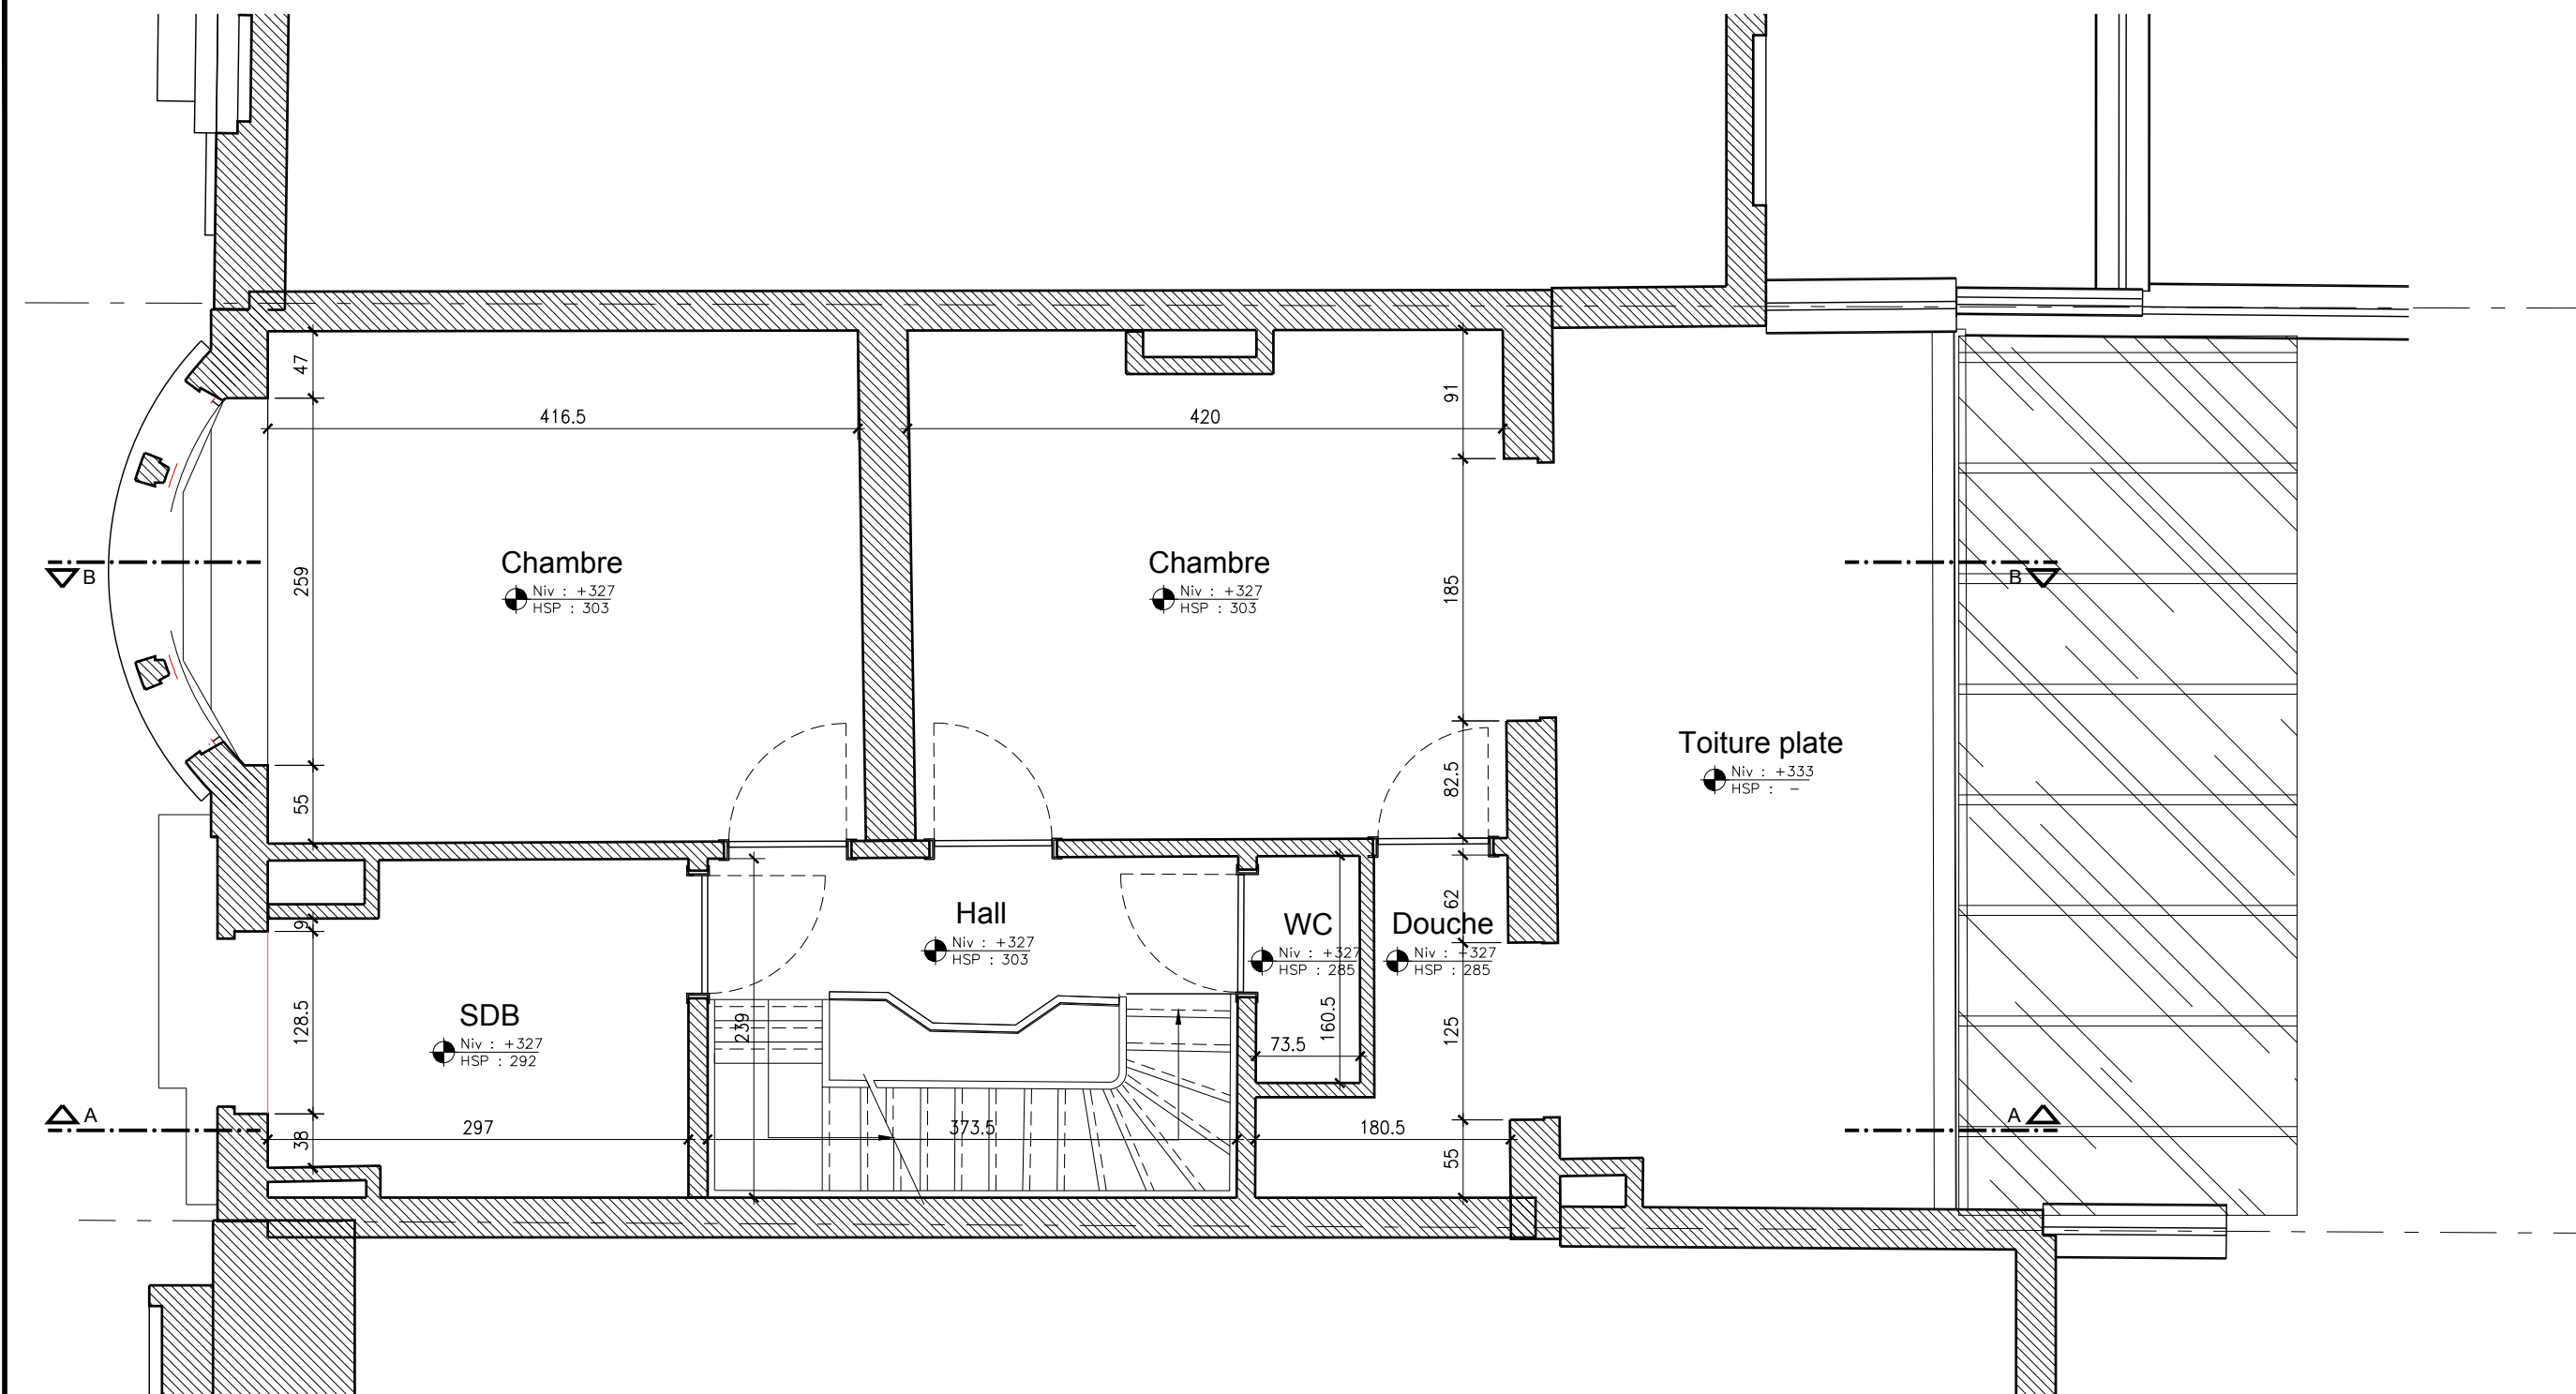 47
91
416.5
420
Chambre
Niv : +327
HSP : 303
Chambre
Niv : +327
HSP : 303
B
B
259
185
Toiture plate
Niv : +333
HSP : -
55
82.5
Hall
Niv : +327
HSP : 303
WC
Niv : +327
HSP : 285
Douche
Niv : +327
HSP : 285
62
9
SDB
Niv : +327
HSP : 292
128.5
239
160.5
73.5
125
A
A
38
297
373.5
180.5
55